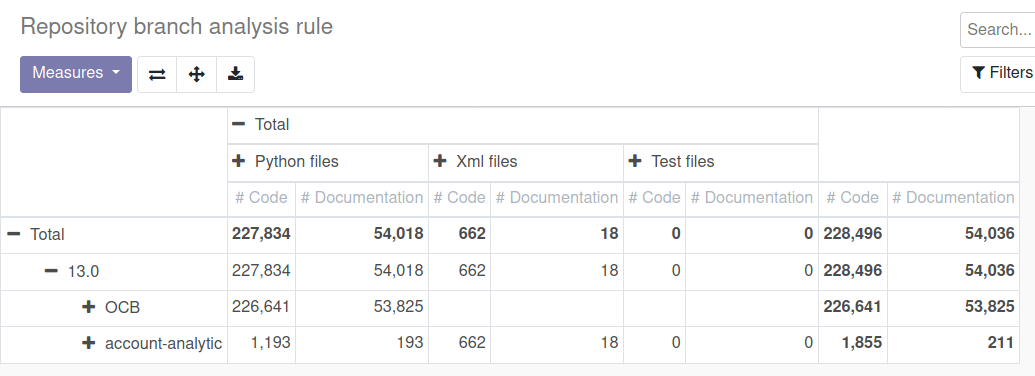 Repository branch analysis rule
Search...
Measures
Filters
Total
Python files Xml files Test files
# Code # Documentation # Code # Documentation # Code # Documentation # Code # Documentation
Total 227,834 54,018 662 18 0 0 228,496 54,036
13.0 227,834 54,018 662 18 0 0 228,496 54,036
OCB 226,641 53,825 226,641 53,825
account-analytic 1,193 193 662 18 0 0 1,855 211